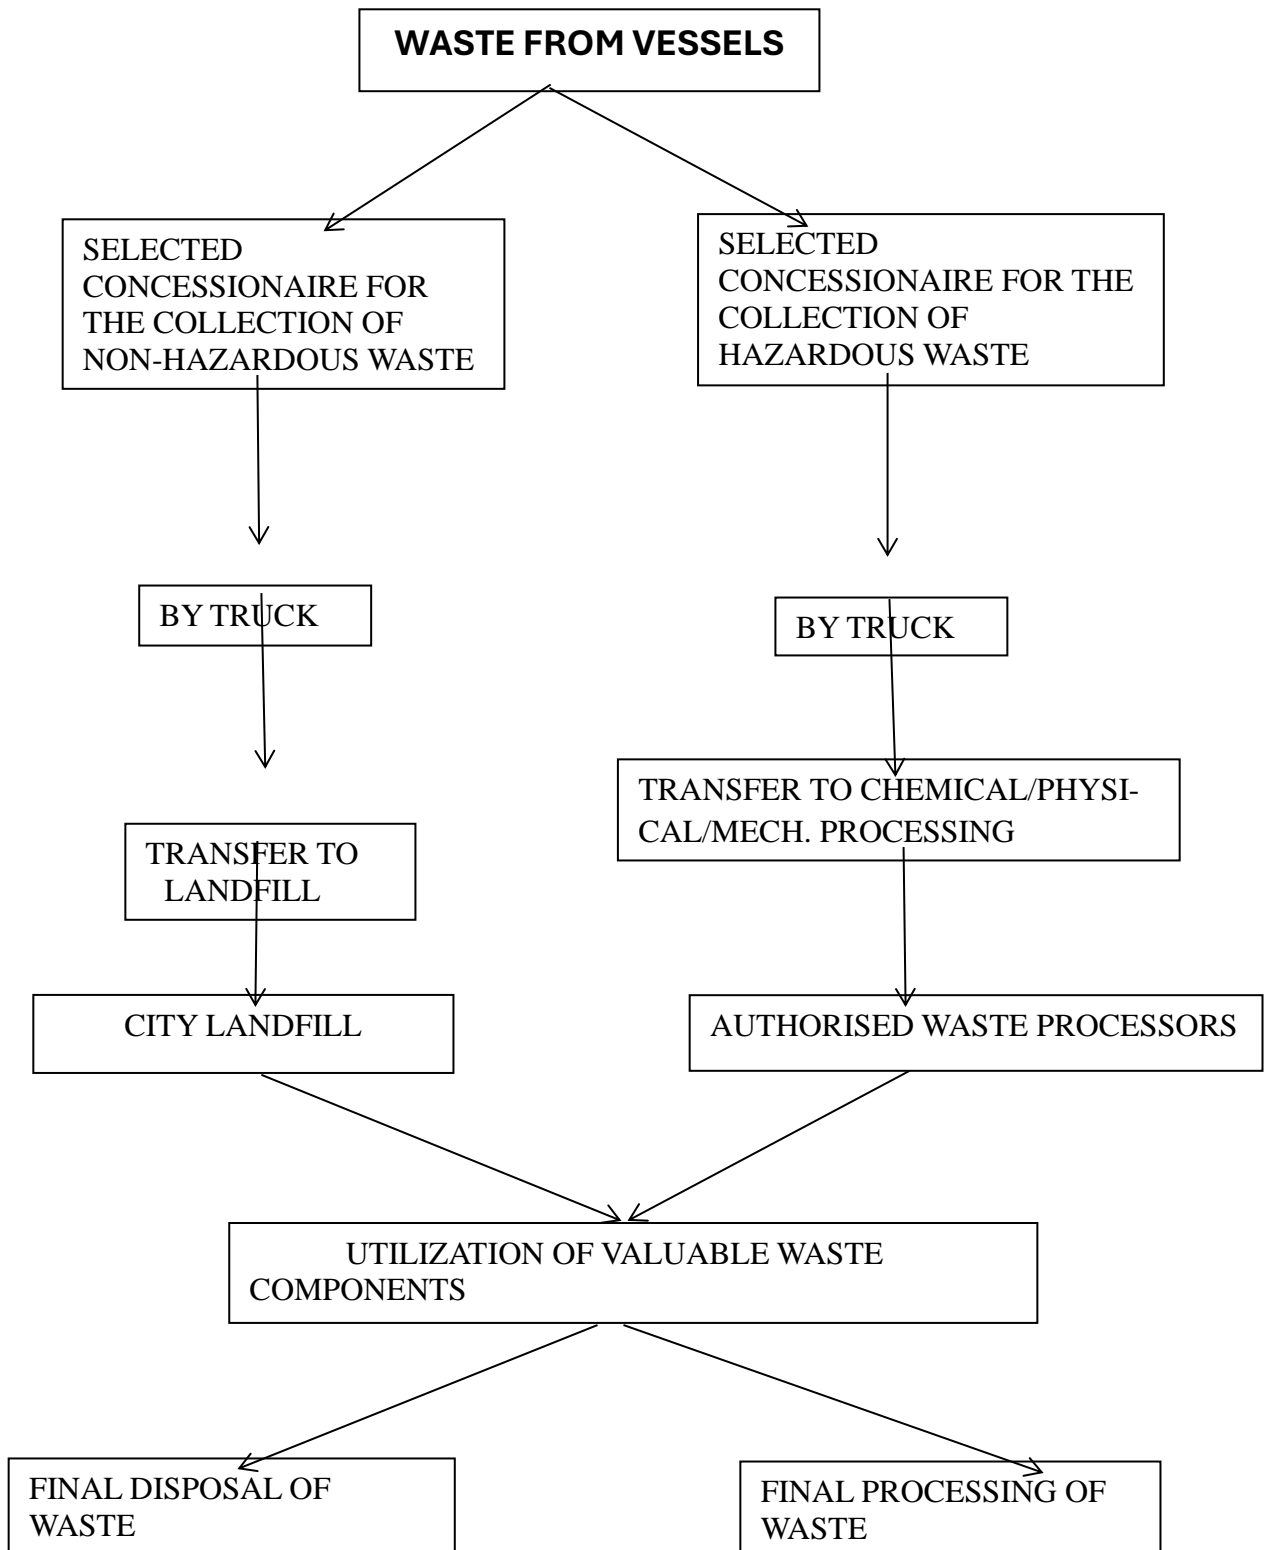 WASTE FROM VESSELS
SELECTED
CONCESSIONAIRE FOR
THE COLLECTION OF
NON-HAZARDOUS WASTE
SELECTED
CONCESSIONAIRE FOR THE
COLLECTION OF
HAZARDOUS WASTE
BY TRUCK
BY TRUCK
TRANSFER TO CHEMICAL/PHYSI-
CAL/MECH. PROCESSING
TRANSFER TO
LANDFILL
CITY LANDFILL
AUTHORISED WASTE PROCESSORS
UTILIZATION OF VALUABLE WASTE
COMPONENTS
FINAL DISPOSAL OF
WASTE
FINAL PROCESSING OF
WASTE